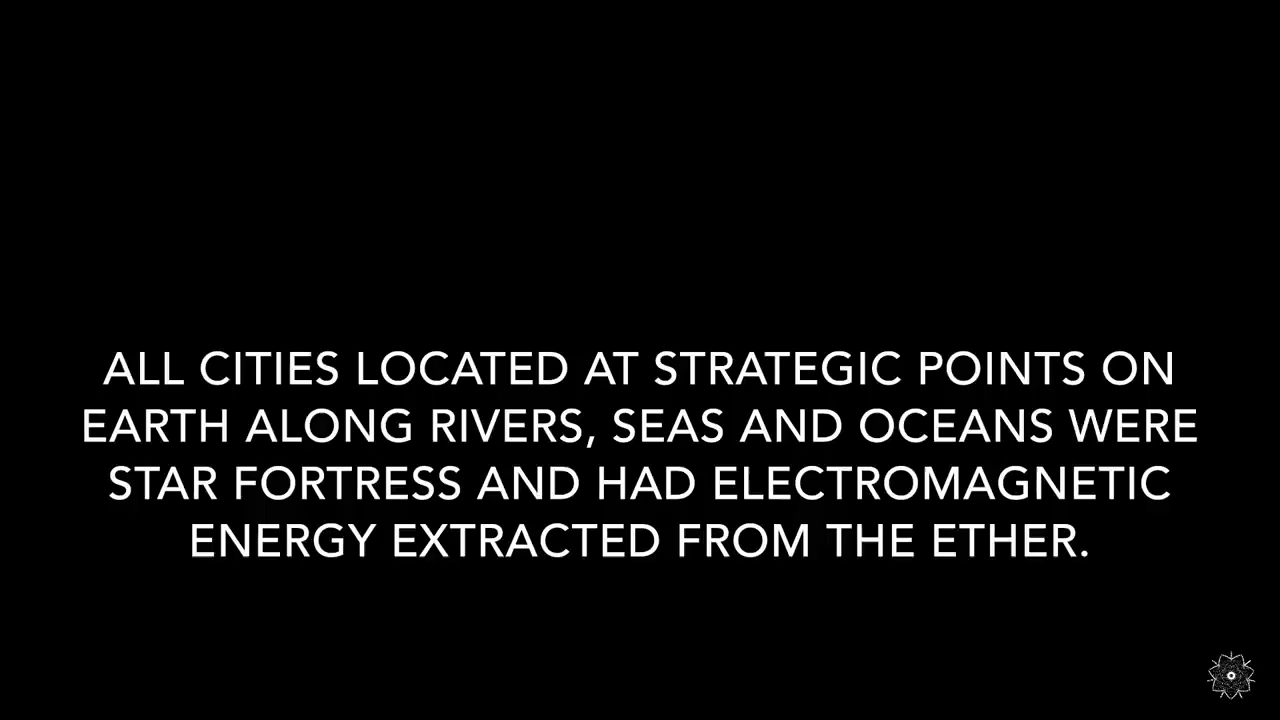 ALL CITIES LOCATED AT STRATEGIC POINTS ON
EARTH ALONG RIVERS, SEAS AND OCEANS WERE
STAR FORTRESS AND HAD ELECTROMAGNETIC
ENERGY EXTRACTED FROM THE ETHER.